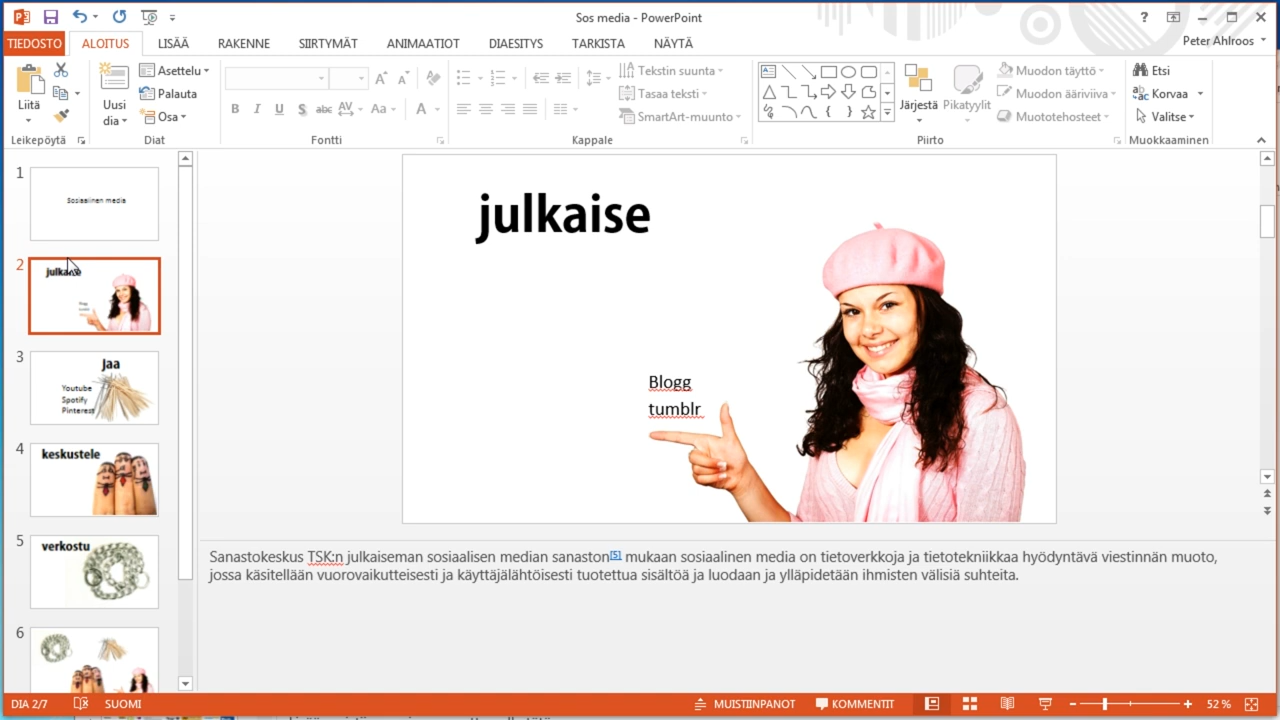 Sos media - PowerPoint
?
TIEDOSTO ALOITUS LISÄÄ RAKENNE SIIRTYMÄT ANIMAATIOT DIAESITYS TARKISTA NÄYTÄ
Peter Ahlroos
Liitä
Uusi dia
Asettelu
Palauta
Osa
B I U S abc AV Aa A
Tekstin suunta
Tasaa teksti
SmartArt-muunto
Järjestä
Pikatyylit
Muodon täyttö
Muodon ääriviiva
Muototehosteet
Etsi
Korvaa
Valitse
Leikepöytä Diat Fontti Kappale Piirto Muokkaaminen
1
Sosiaalinen media
2
julkaise
Blogg
tumblr
3
Jaa
Youtube
Spotify
Pinterest
4
keskustele
5
verkostu
6
julkaise
Blogg
tumblr
Sanastokeskus TSK:n julkaiseman sosiaalisen median sanaston[5] mukaan sosiaalinen media on tietoverkkoja ja tietotekniikkaa hyödyntävä viestinnän muoto,
jossa käsitellään vuorovaikutteisesti ja käyttäjälähtöisesti tuotettua sisältöä ja luodaan ja ylläpidetään ihmisten välisiä suhteita.
DIA 2/7 SUOMI MUISTIINPANOT KOMMENTIT 52 %